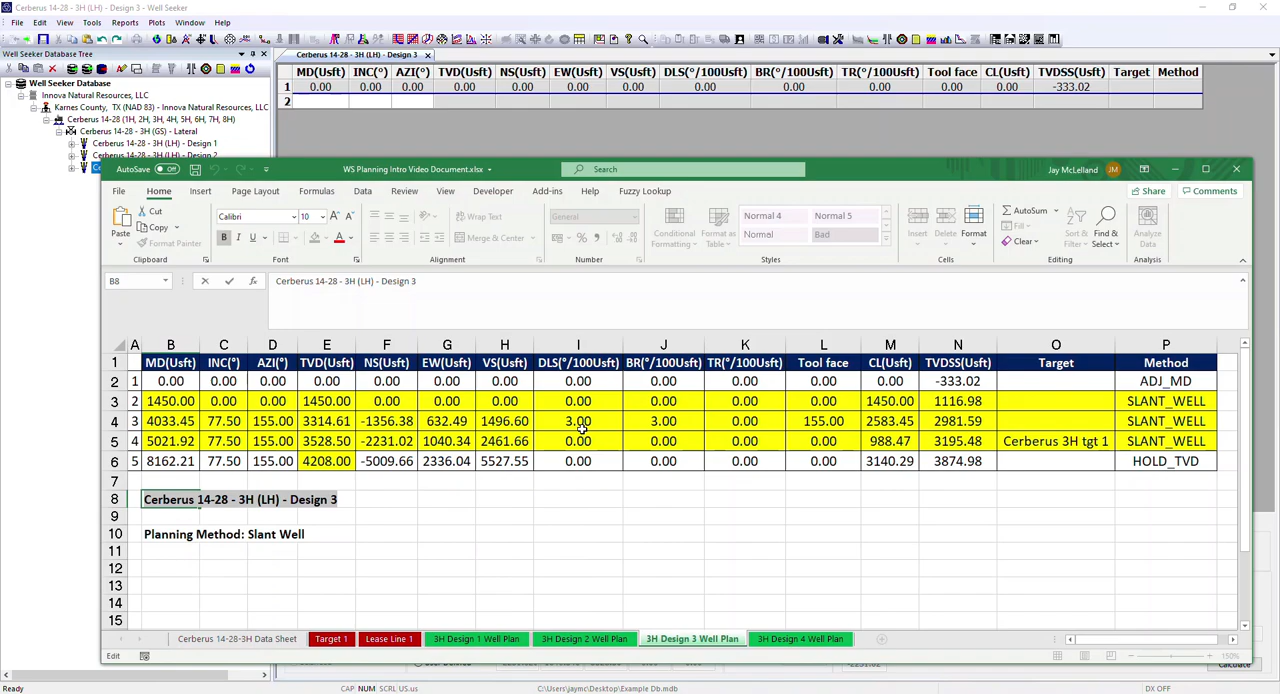 Cerberus 14-28 - 3H (LH) - Design 3
File Edit View Tools Reports Plots Window Help
Well Seeker Database Tree
Cerberus 14-28 - 3H (LH) - Design 3
MD(Usft) INC(°) AZI(°) TVD(Usft) NS(Usft) EW(Usft) VS(Usft) DLS(°/100Usft) BR(°/100Usft) TR(°/100Usft) Tool face CL(Usft) TVDSS(Usft) Target Method
1 0.00 0.00 0.00 0.00 0.00 0.00 0.00 0.00 0.00 0.00 0.00 0.00 -333.02
2
Well Seeker Database
Innova Natural Resources, LLC
Karnes County, TX (NAD 83) - Innova Natural Resources, LLC
Cerberus 14-28 (1H, 2H, 3H, 4H, 5H, 6H, 7H, 8H)
Cerberus 14-28 - 3H (GS) - Lateral
Cerberus 14-28 - 3H (LH) - Design 1
Cerberus 14-28 - 3H (LH) - Design 2
AutoSave Off
WS Planning Intro Video Document.xlsx
Search
Jay McLelland JM
File Home Insert Page Layout Formulas Data Review View Developer Add-ins Help Fuzzy Lookup Share Comments
Paste Cut Copy Format Painter
Clipboard
Calibri 10
B I U
Font
Wrap Text
Merge & Center
Alignment
General
Number
Conditional Formatting Format as Table
Normal 4 Normal 5
Normal Bad
Styles
Insert Delete Format
Cells
AutoSum
Fill
Clear
Sort & Filter Find & Select
Editing
Analyze Data
Analysis
B8 fx Cerberus 14-28 - 3H (LH) - Design 3
A B C D E F G H I J K L M N O P
1 MD(Usft) INC(°) AZI(°) TVD(Usft) NS(Usft) EW(Usft) VS(Usft) DLS(°/100Usft) BR(°/100Usft) TR(°/100Usft) Tool face CL(Usft) TVDSS(Usft) Target Method
2 1 0.00 0.00 0.00 0.00 0.00 0.00 0.00 0.00 0.00 0.00 0.00 0.00 -333.02 ADJ_MD
3 2 1450.00 0.00 0.00 1450.00 0.00 0.00 0.00 0.00 0.00 0.00 0.00 1450.00 1116.98 SLANT_WELL
4 3 4033.45 77.50 155.00 3314.61 -1356.38 632.49 1496.60 3.00 3.00 0.00 155.00 2583.45 2981.59 SLANT_WELL
5 4 5021.92 77.50 155.00 3528.50 -2231.02 1040.34 2461.66 0.00 0.00 0.00 0.00 988.47 3195.48 Cerberus 3H tgt 1 SLANT_WELL
6 5 8162.21 77.50 155.00 4208.00 -5009.66 2336.04 5527.55 0.00 0.00 0.00 0.00 3140.29 3874.98 HOLD_TVD
7
8 Cerberus 14-28 - 3H (LH) - Design 3
9
10 Planning Method: Slant Well
11
12
13
14
15
Cerberus 14-28-3H Data Sheet Target 1 Lease Line 1 3H Design 1 Well Plan 3H Design 2 Well Plan 3H Design 3 Well Plan 3H Design 4 Well Plan
Edit 150%
Calculate
Ready CAP NUM SCRL US.mi C:\Users\jaymc\Desktop\Example Db.mdb DX OFF